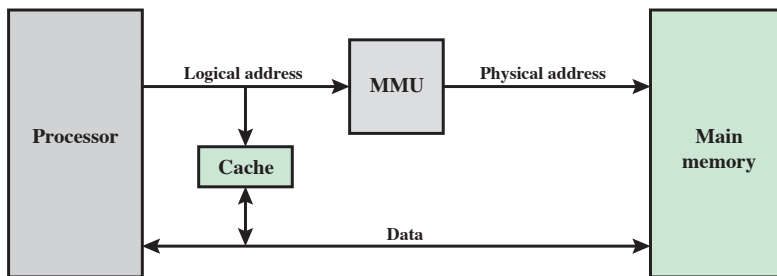 Logical address
MMU
Physical address
Processor
Cache
Main
memory
Data